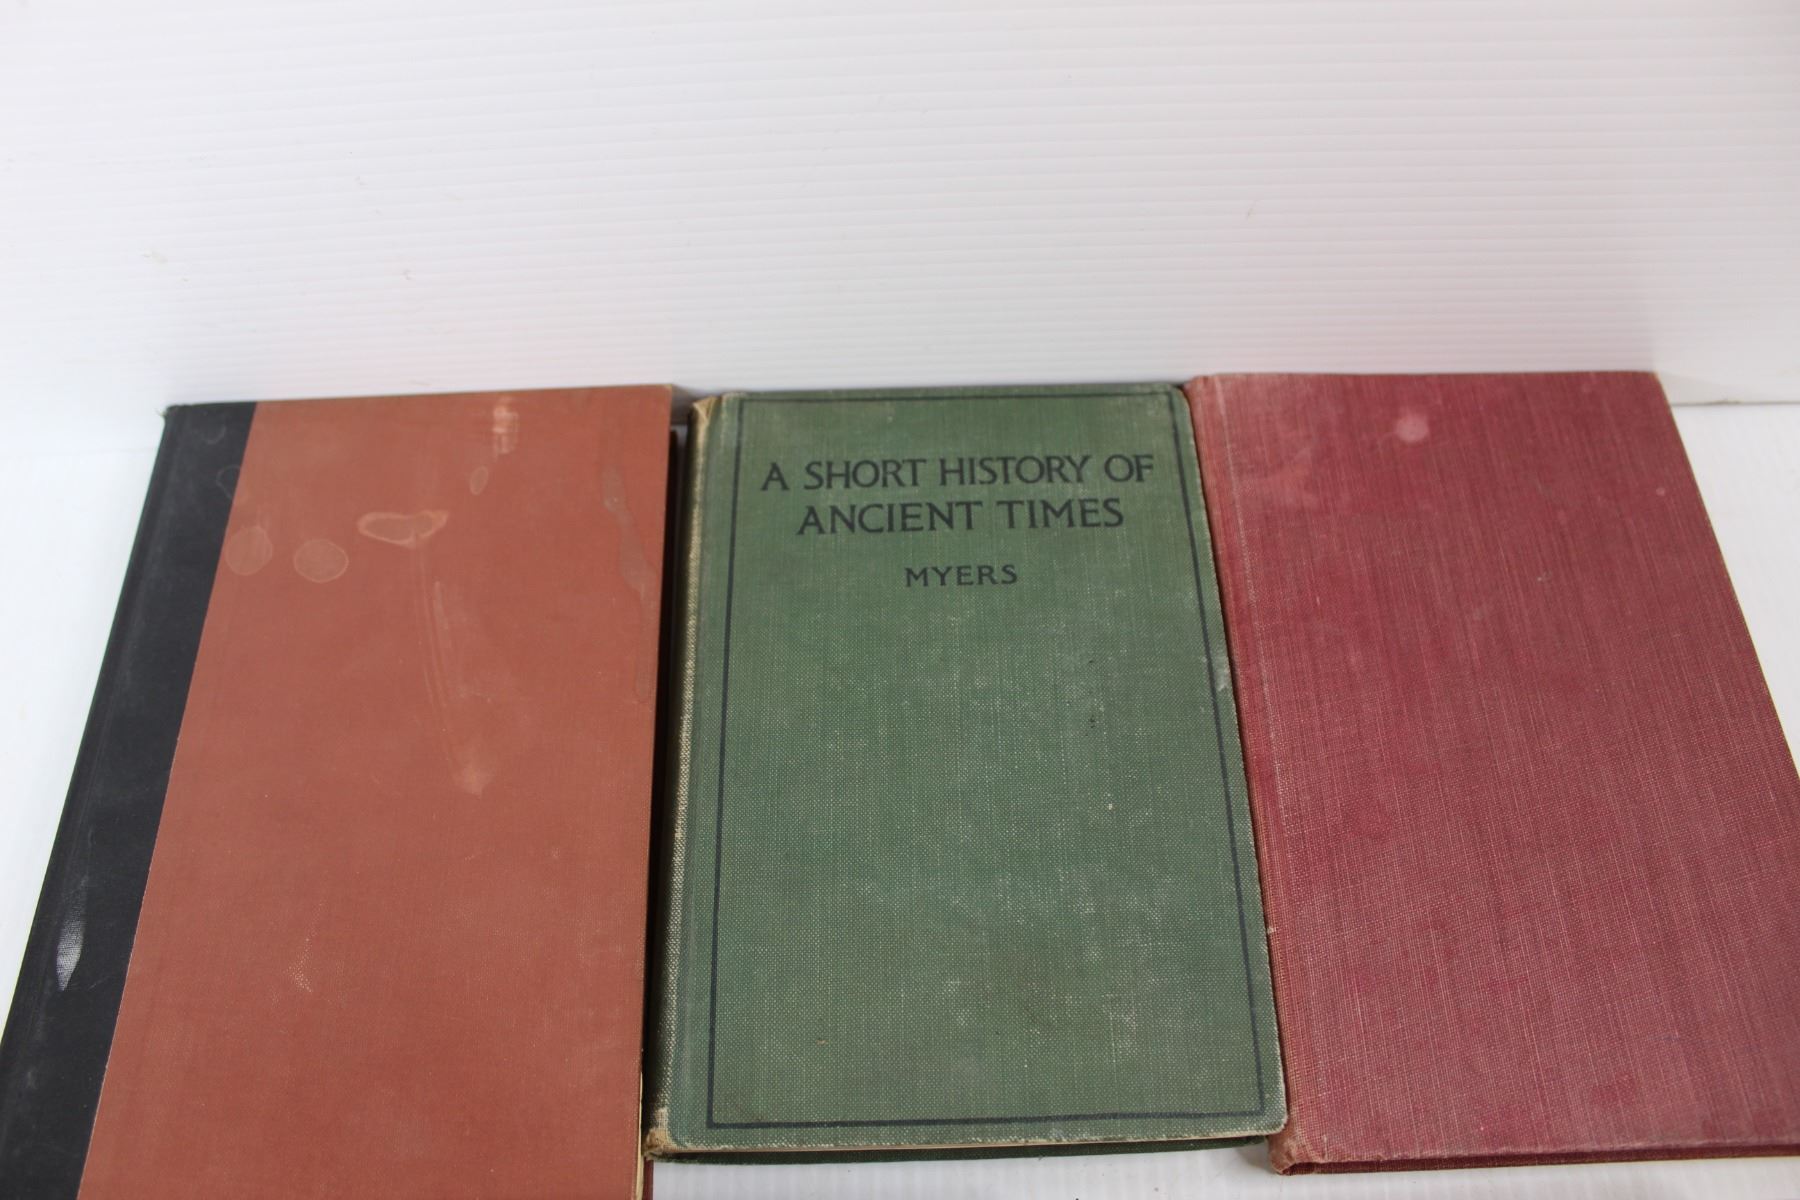 A SHORT HISTORY OF
ANCIENT TIMES
MYERS